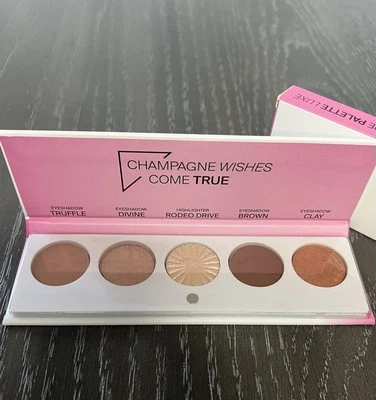 CHAMPAGNE WISHES
COME TRUE
EYESHADOW
TRUFFLE
EYESHADOW
DIVINE
HIGHLIGHTER
RODEO DRIVE
EYESHADOW
BROWN
EYESHADOW
CLAY
PALETTE LUXE